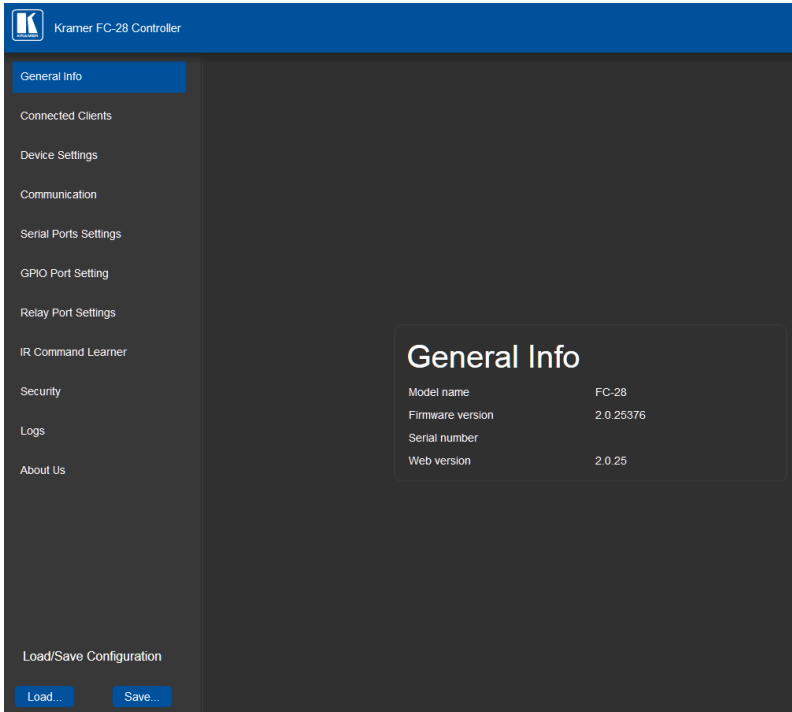 K
KRAMER
Kramer FC-28 Controller
General Info
Connected Clients
Device Settings
Communication
Serial Ports Settings
GPIO Port Setting
Relay Port Settings
IR Command Learner
Security
Logs
About Us
Load/Save Configuration
Load... Save...
General Info
Model name FC-28
Firmware version 2.0.25376
Serial number
Web version 2.0.25